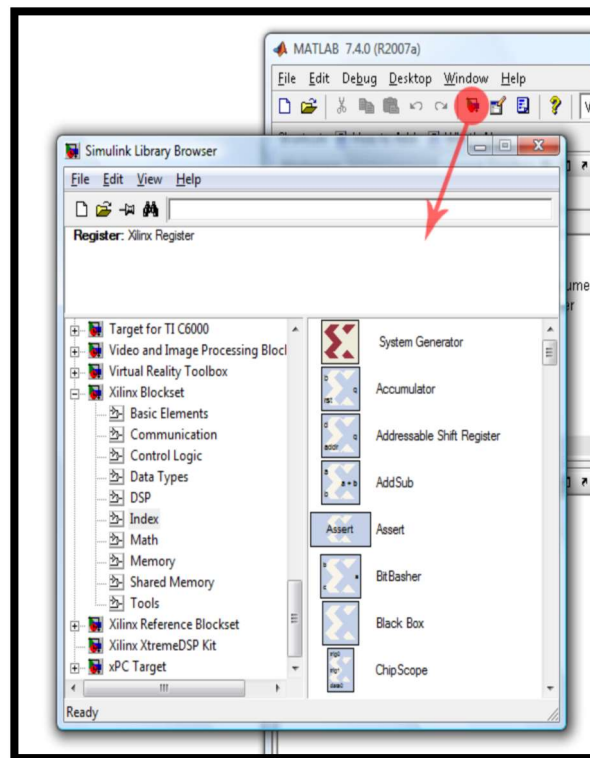 MATLAB 7.4.0 (R2007a)
File Edit Debug Desktop Window Help
Simulink Library Browser
File Edit View Help
Register: Xilinx Register
Target for TI C6000
Video and Image Processing Blocl
Virtual Reality Toolbox
Xilinx Blockset
Basic Elements
Communication
Control Logic
Data Types
DSP
Index
Math
Memory
Shared Memory
Tools
Xilinx Reference Blockset
Xilinx XtremeDSP Kit
xPC Target
System Generator
Accumulator
Addressable Shift Register
AddSub
Assert Assert
BitBasher
Black Box
ChipScope
Ready